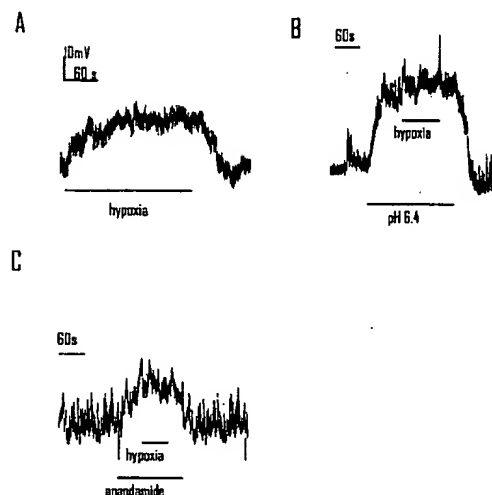 A
10mV
60 s
hypoxia
B
60s
hypoxia
pH 6.4
C
60s
hypoxia
anandamide